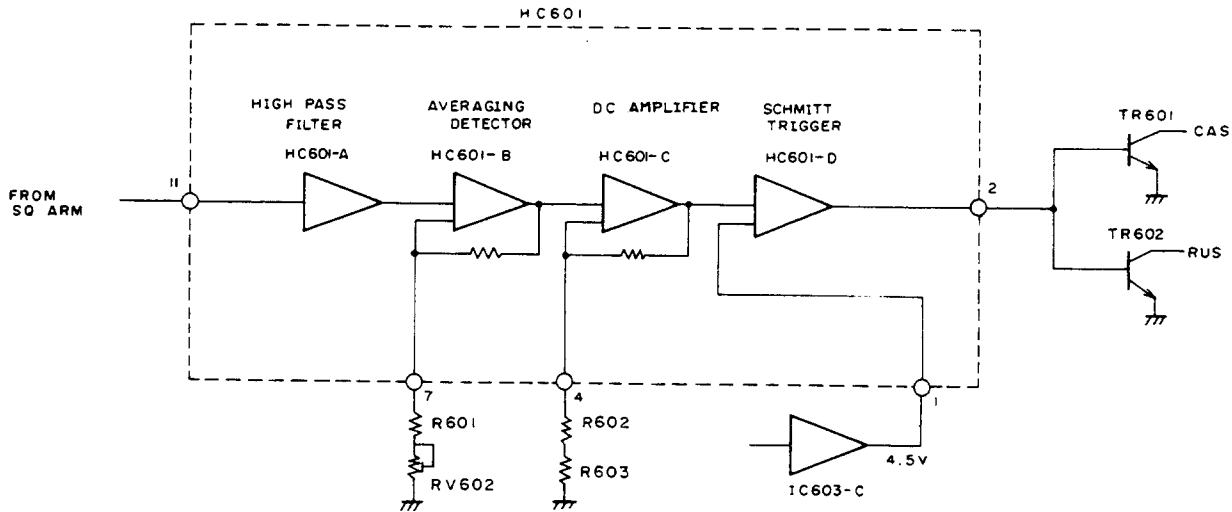 HC601
HIGH PASS
FILTER
HC601-A
AVERAGING
DETECTOR
HC601-B
DC AMPLIFIER
HC601-C
SCHMITT
TRIGGER
HC601-D
TR601
CAS
11
FROM
SQ ARM
2
TR602
RUS
7
4
1
R601
RV602
R602
R603
4.5V
IC603-C